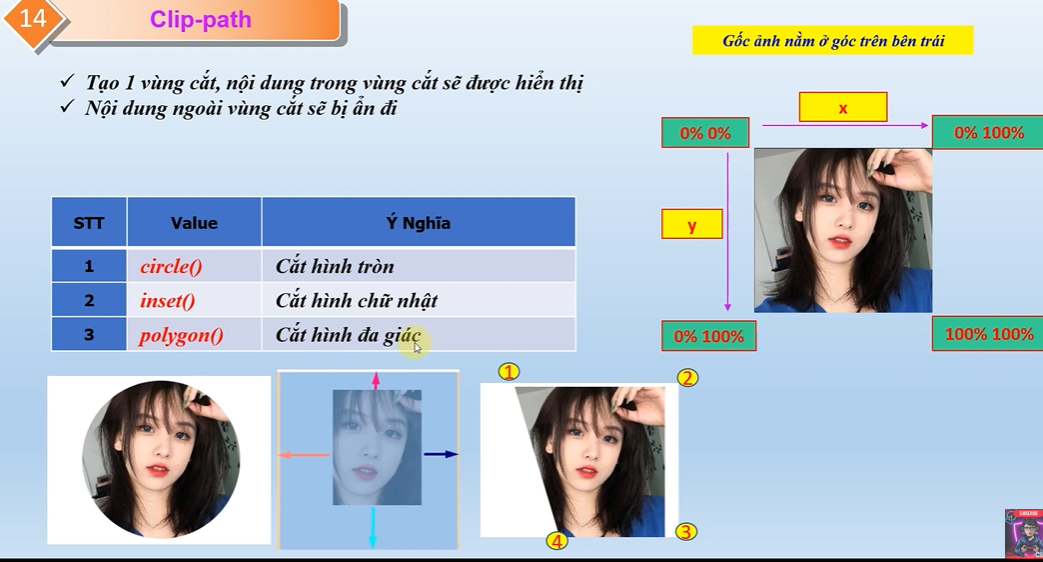 14
Clip-path
Gốc ảnh nằm ở góc trên bên trái
✓ Tạo 1 vùng cắt, nội dung trong vùng cắt sẽ được hiển thị
✓ Nội dung ngoài vùng cắt sẽ bị ẩn đi
x
0% 0%
0% 100%
y
0% 100%
100% 100%
STT Value Ý Nghĩa
1 circle() Cắt hình tròn
2 inset() Cắt hình chữ nhật
3 polygon() Cắt hình đa giác
1
2
3
4
SUBSCRIBE